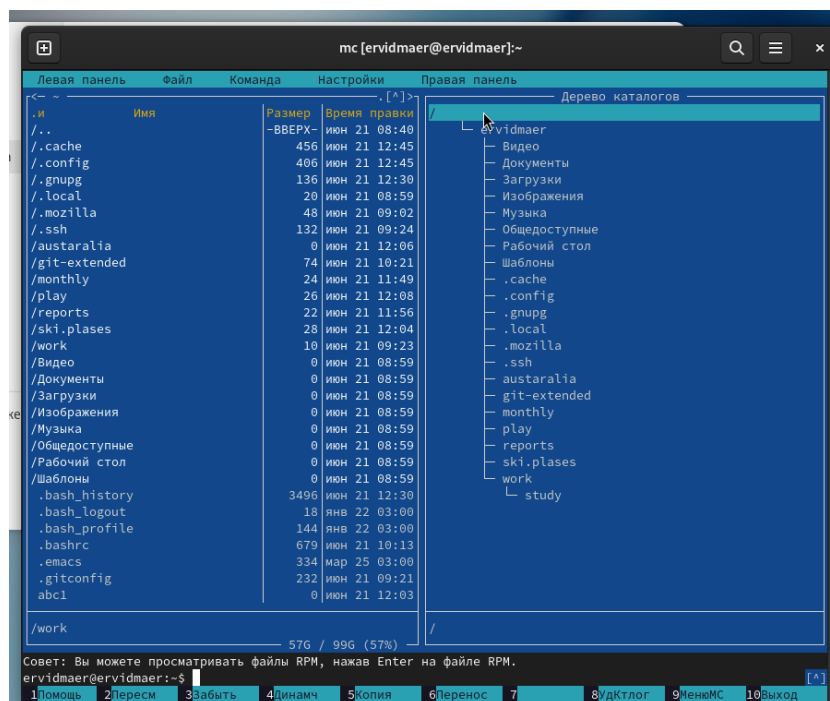 mc [ervidmaer@ervidmaer]:~
Левая панель Файл Команда Настройки Правая панель
<— ~ .[^]>
.и Имя Размер Время правки
/.. -ВВЕРХ- июн 21 08:40
/.cache 456 июн 21 12:45
/.config 406 июн 21 12:45
/.gnupg 136 июн 21 12:30
/.local 20 июн 21 08:59
/.mozilla 48 июн 21 09:02
/.ssh 132 июн 21 09:24
/austaralia 0 июн 21 12:06
/git-extended 74 июн 21 10:21
/monthly 24 июн 21 11:49
/play 26 июн 21 12:08
/reports 22 июн 21 11:56
/ski.plases 28 июн 21 12:04
/work 10 июн 21 09:23
/Видео 0 июн 21 08:59
/Документы 0 июн 21 08:59
/Загрузки 0 июн 21 08:59
/Изображения 0 июн 21 08:59
/Музыка 0 июн 21 08:59
/Общедоступные 0 июн 21 08:59
/Рабочий стол 0 июн 21 08:59
/Шаблоны 0 июн 21 08:59
.bash_history 3496 июн 21 12:30
.bash_logout 18 янв 22 03:00
.bash_profile 144 янв 22 03:00
.bashrc 679 июн 21 10:13
.emacs 334 мар 25 03:00
.gitconfig 232 июн 21 09:21
abc1 0 июн 21 12:03
/work
57G / 99G (57%)
Дерево каталогов
/
ervidmaer
Видео
Документы
Загрузки
Изображения
Музыка
Общедоступные
Рабочий стол
Шаблоны
.cache
.config
.gnupg
.local
.mozilla
.ssh
austaralia
git-extended
monthly
play
reports
ski.plases
work
study
/
Совет: Вы можете просматривать файлы RPM, нажав Enter на файле RPM.
ervidmaer@ervidmaer:~$ [^]
1Помощь 2Пересм 3Забыть 4Динамч 5Копия 6Перенос 7 8УдКтлог 9МенюМС 10Выход